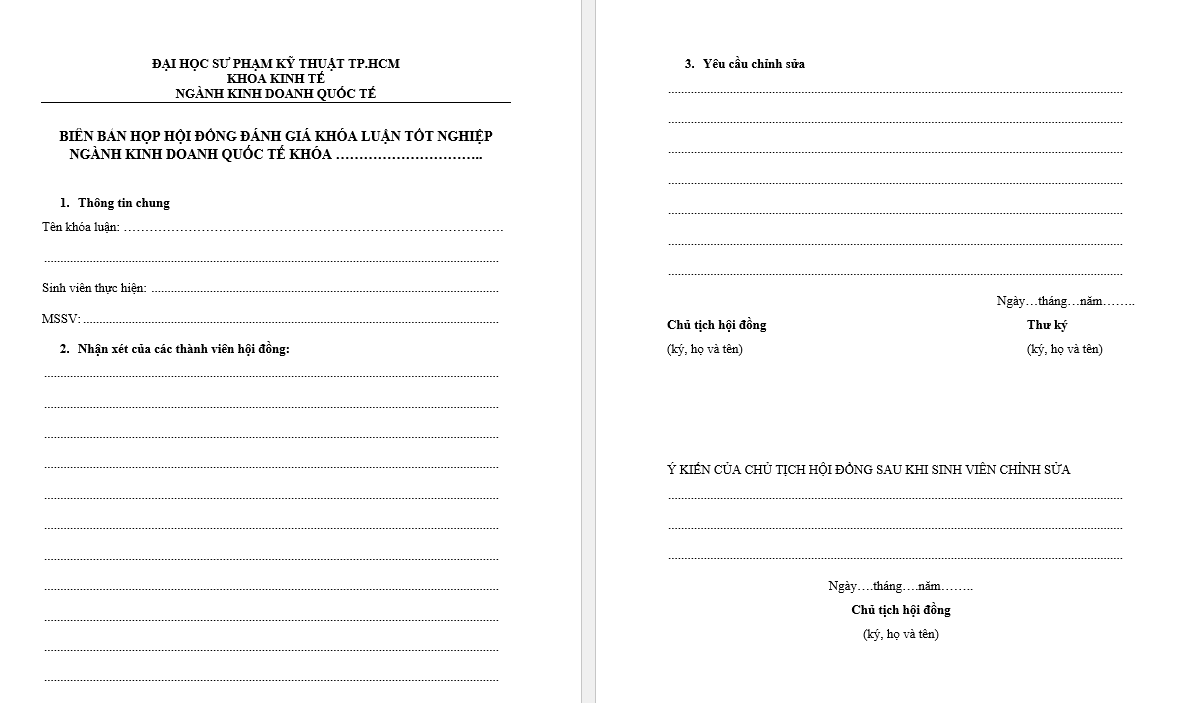 ĐẠI HỌC SƯ PHẠM KỸ THUẬT TP.HCM
KHOA KINH TẾ
NGÀNH KINH DOANH QUỐC TẾ
BIÊN BẢN HỌP HỘI ĐỒNG ĐÁNH GIÁ KHÓA LUẬN TỐT NGHIỆP
NGÀNH KINH DOANH QUỐC TẾ KHÓA …………………………..
1. Thông tin chung
Tên khóa luận: ……………………………………………………………………………
Sinh viên thực hiện: ..............................................................................
MSSV: ..............................................................................
2. Nhận xét của các thành viên hội đồng:
3. Yêu cầu chỉnh sửa
Ngày…tháng…năm……..
Chủ tịch hội đồng Thư ký
(ký, họ và tên) (ký, họ và tên)
Ý KIẾN CỦA CHỦ TỊCH HỘI ĐỒNG SAU KHI SINH VIÊN CHỈNH SỬA
Ngày….tháng….năm……..
Chủ tịch hội đồng
(ký, họ và tên)